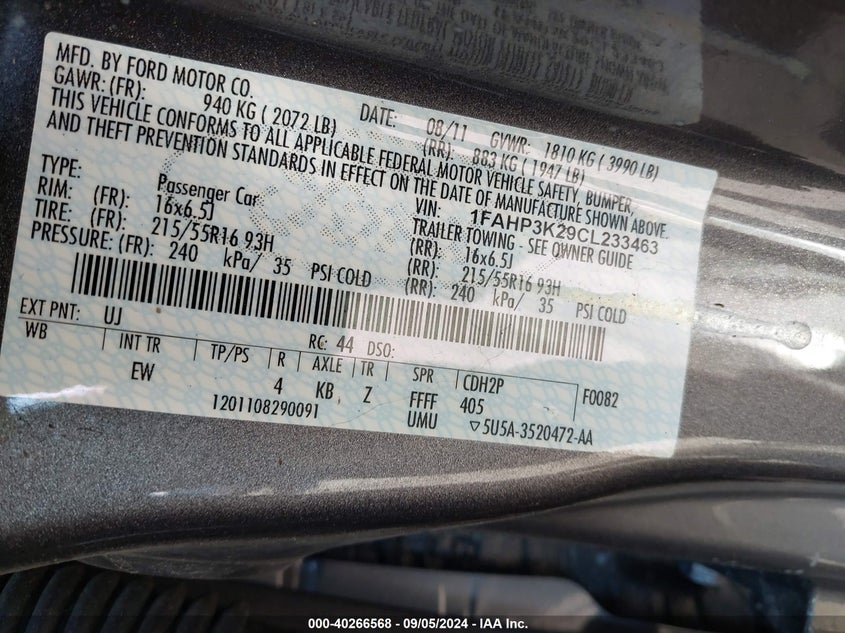 MFD. BY FORD MOTOR CO.
DATE: 08/11 GVWR: 1810 KG ( 3990 LB)
GAWR: (FR): 940 KG ( 2072 LB) (RR): 883 KG ( 1947 LB)
THIS VEHICLE CONFORMS TO ALL APPLICABLE FEDERAL MOTOR VEHICLE SAFETY, BUMPER,
AND THEFT PREVENTION STANDARDS IN EFFECT ON THE DATE OF MANUFACTURE SHOWN ABOVE.
VIN: 1FAHP3K29CL233463
TYPE: Passenger Car TRAILER TOWING - SEE OWNER GUIDE
RIM: (FR): 16x6.5J (RR): 16x6.5J
TIRE: (FR): 215/55R16 93H (RR): 215/55R16 93H
PRESSURE: (FR): 240 kPa/ 35 PSI COLD (RR): 240 kPa/ 35 PSI COLD
EXT PNT: UJ RC: 44 DSO:
WB INT TR TP/PS R AXLE TR SPR CDH2P F0082
EW 4 KB Z FFFF 405
1201108290091 UMU ▽5U5A-3520472-AA
000-40266568 - 09/05/2024 - IAA Inc.